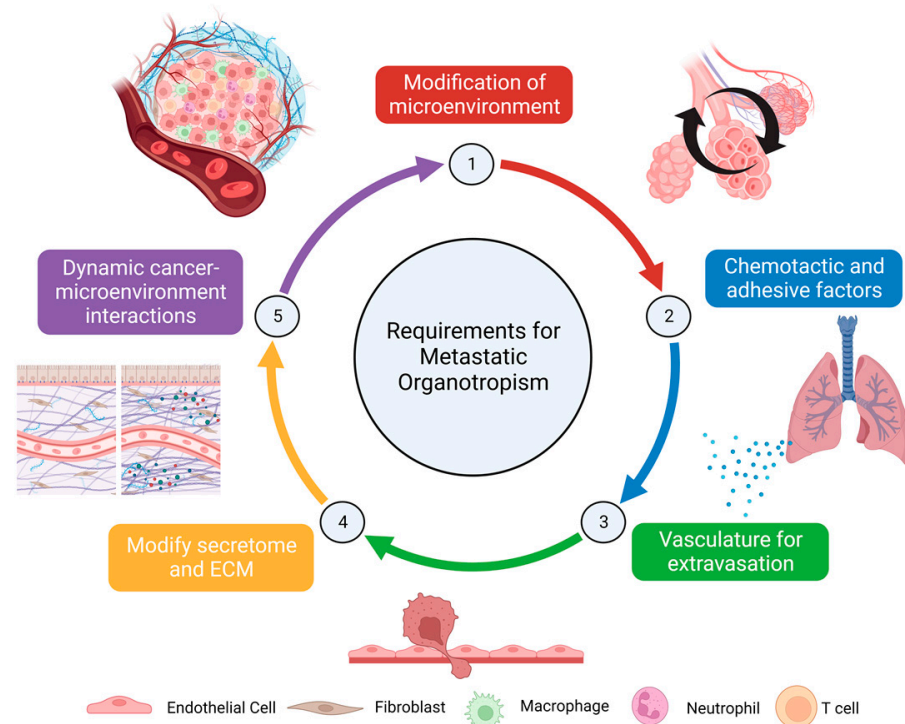 Modification of
microenvironment
1
Chemotactic and
adhesive factors
2
Vasculature for
extravasation
3
Modify secretome
and ECM
4
Dynamic cancer-
microenvironment
interactions
5
Requirements for
Metastatic
Organotropism
Endothelial Cell
Fibroblast
Macrophage
Neutrophil
T cell